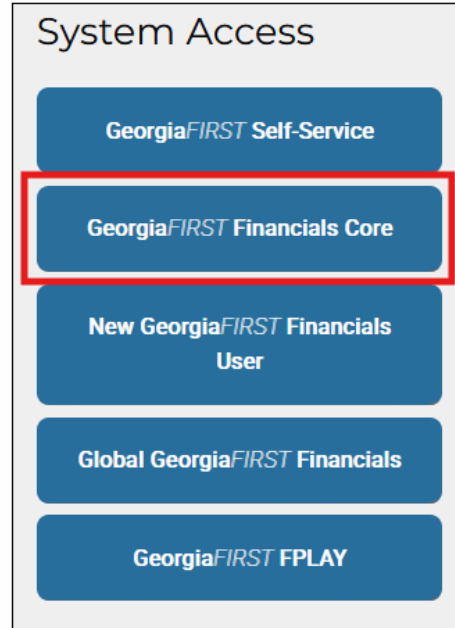 System Access
GeorgiaFIRST Self-Service
GeorgiaFIRST Financials Core
New GeorgiaFIRST Financials
User
Global GeorgiaFIRST Financials
GeorgiaFIRST FPLAY